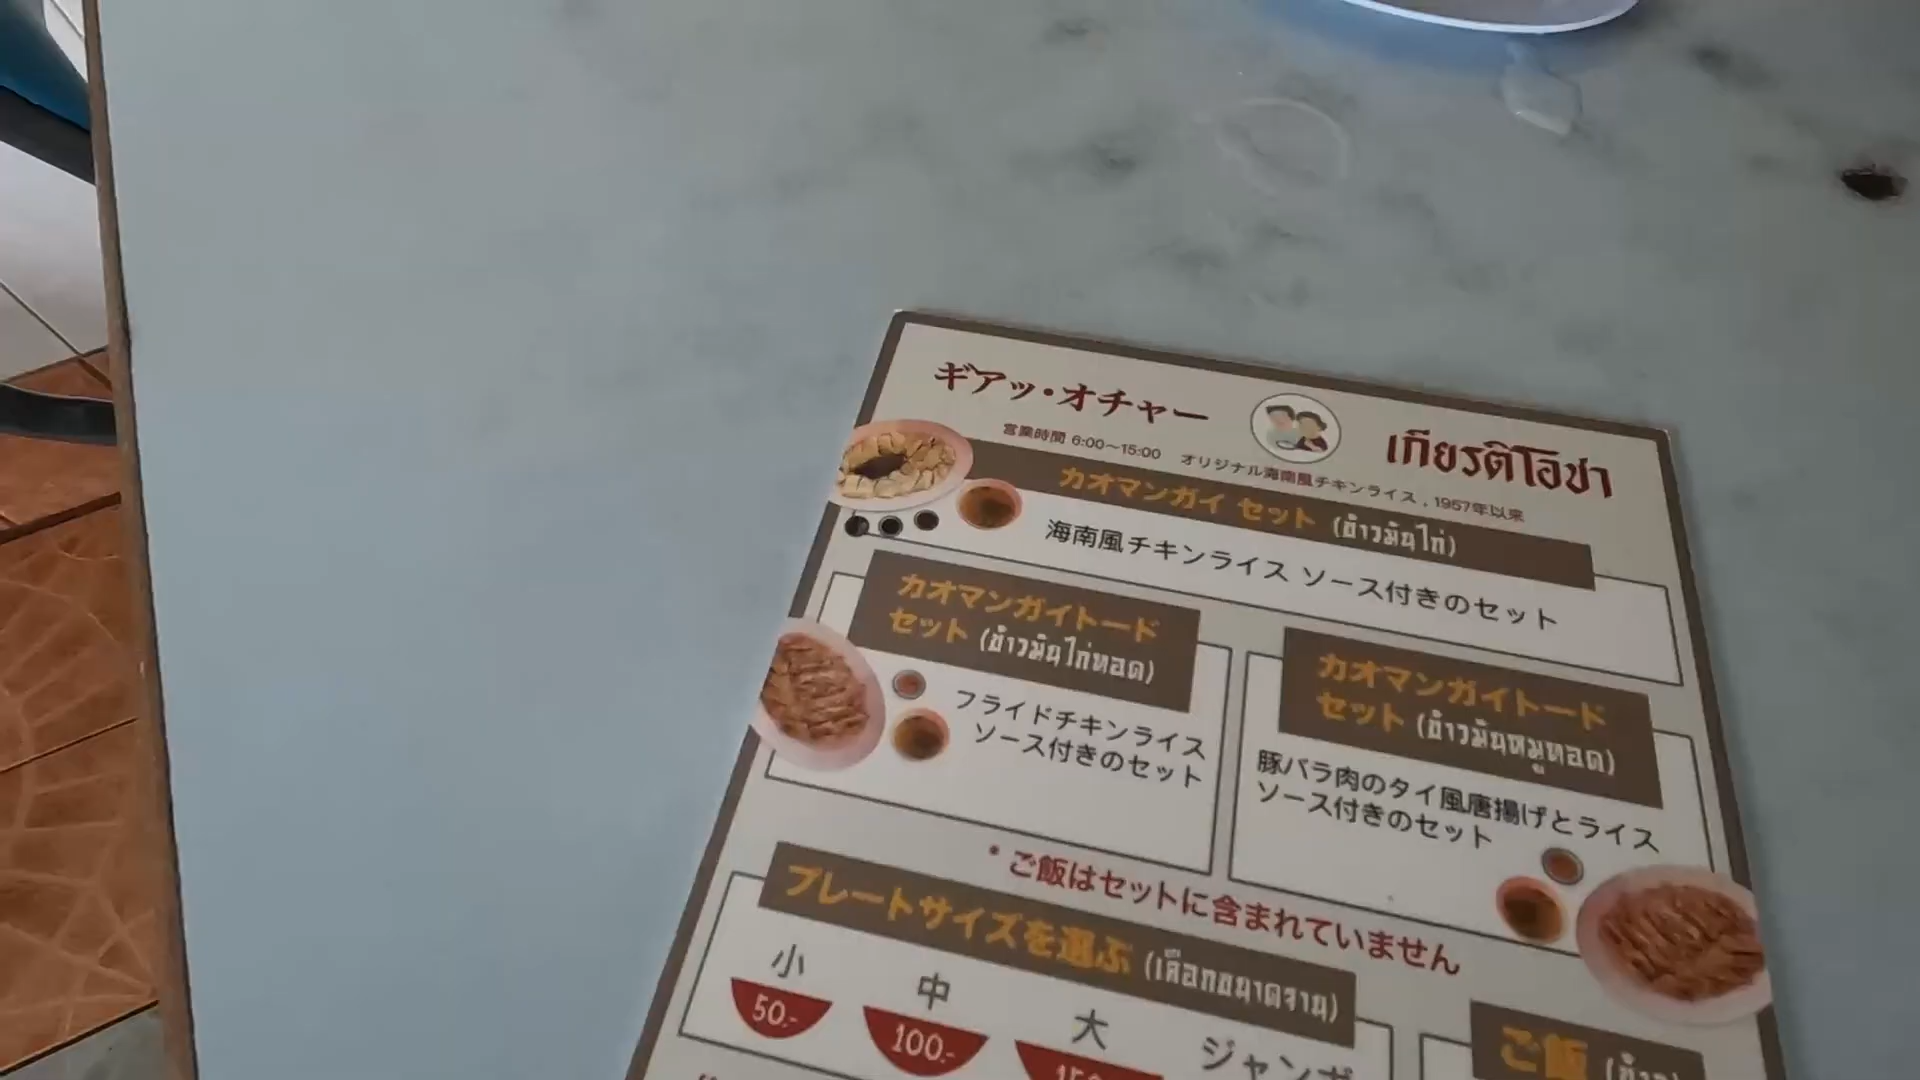 ギアッ・オチャー
เกียรติโอชา
営業時間 6:00～15:00 オリジナル海南風チキンライス , 1957年以来
カオマンガイ セット (ข้าวมันไก่)
海南風チキンライス ソース付きのセット
カオマンガイトード
セット (ข้าวมันไก่ทอด)
フライドチキンライス
ソース付きのセット
カオマンガイトード
セット (ข้าวมันหมูทอด)
豚バラ肉のタイ風唐揚げとライス
ソース付きのセット
* ご飯はセットに含まれていません
プレートサイズを選ぶ (เลือกขนาดจาน)
小
50.-
中
100.-
大
ご飯